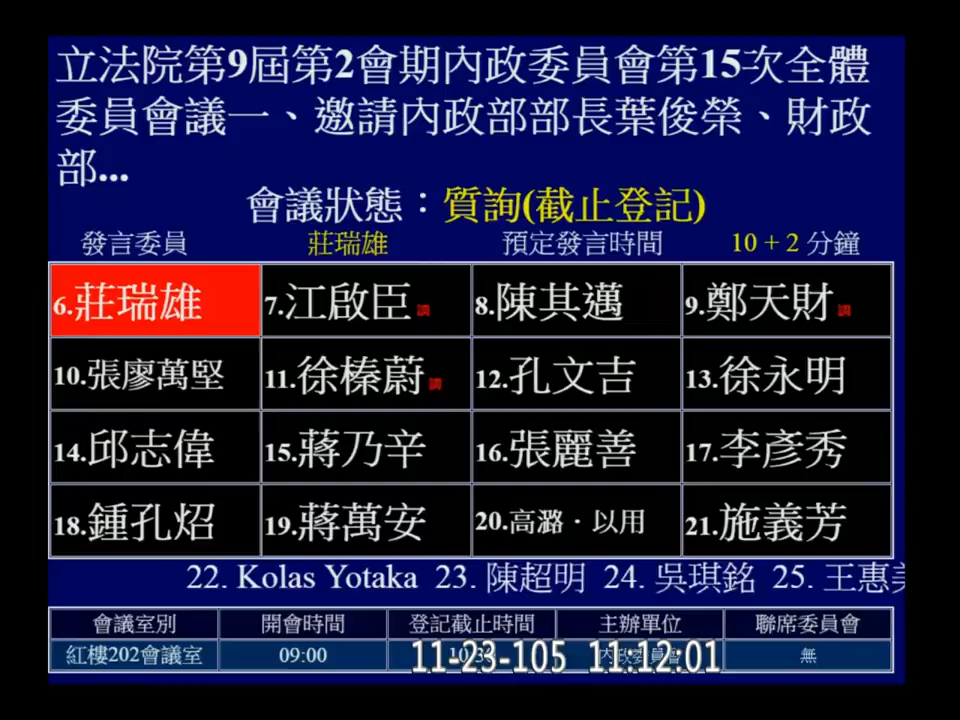 立法院第9屆第2會期內政委員會第15次全體
委員會議一、邀請內政部部長葉俊榮、財政
部...
會議狀態：質詢(截止登記)
發言委員 莊瑞雄 預定發言時間 10 + 2 分鐘
6.莊瑞雄 7.江啟臣 8.陳其邁 9.鄭天財
10.張廖萬堅 11.徐榛蔚 12.孔文吉 13.徐永明
14.邱志偉 15.蔣乃辛 16.張麗善 17.李彥秀
18.鍾孔炤 19.蔣萬安 20.高潞．以用 21.施義芳
22. Kolas Yotaka 23. 陳超明 24. 吳琪銘 25. 王惠美
會議室別 開會時間 登記截止時間 主辦單位 聯席委員會
紅樓202會議室 09:00 內政委員會 無
11-23-105 11:12:01